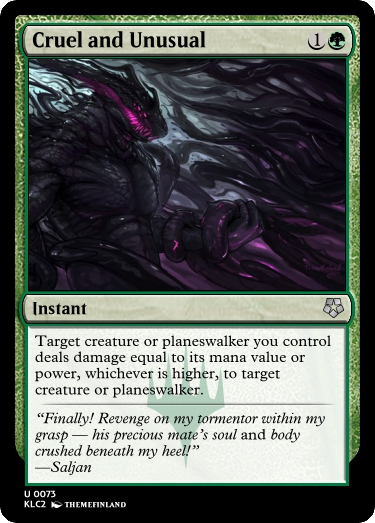 Cruel and Unusual 1
Instant
Target creature or planeswalker you control
deals damage equal to its mana value or
power, whichever is higher, to target
creature or planeswalker.
“Finally! Revenge on my tormentor within my
grasp — his precious mate's soul and body
crushed beneath my heel!”
—Saljan
U 0073
KLC2 THEMEFINLAND